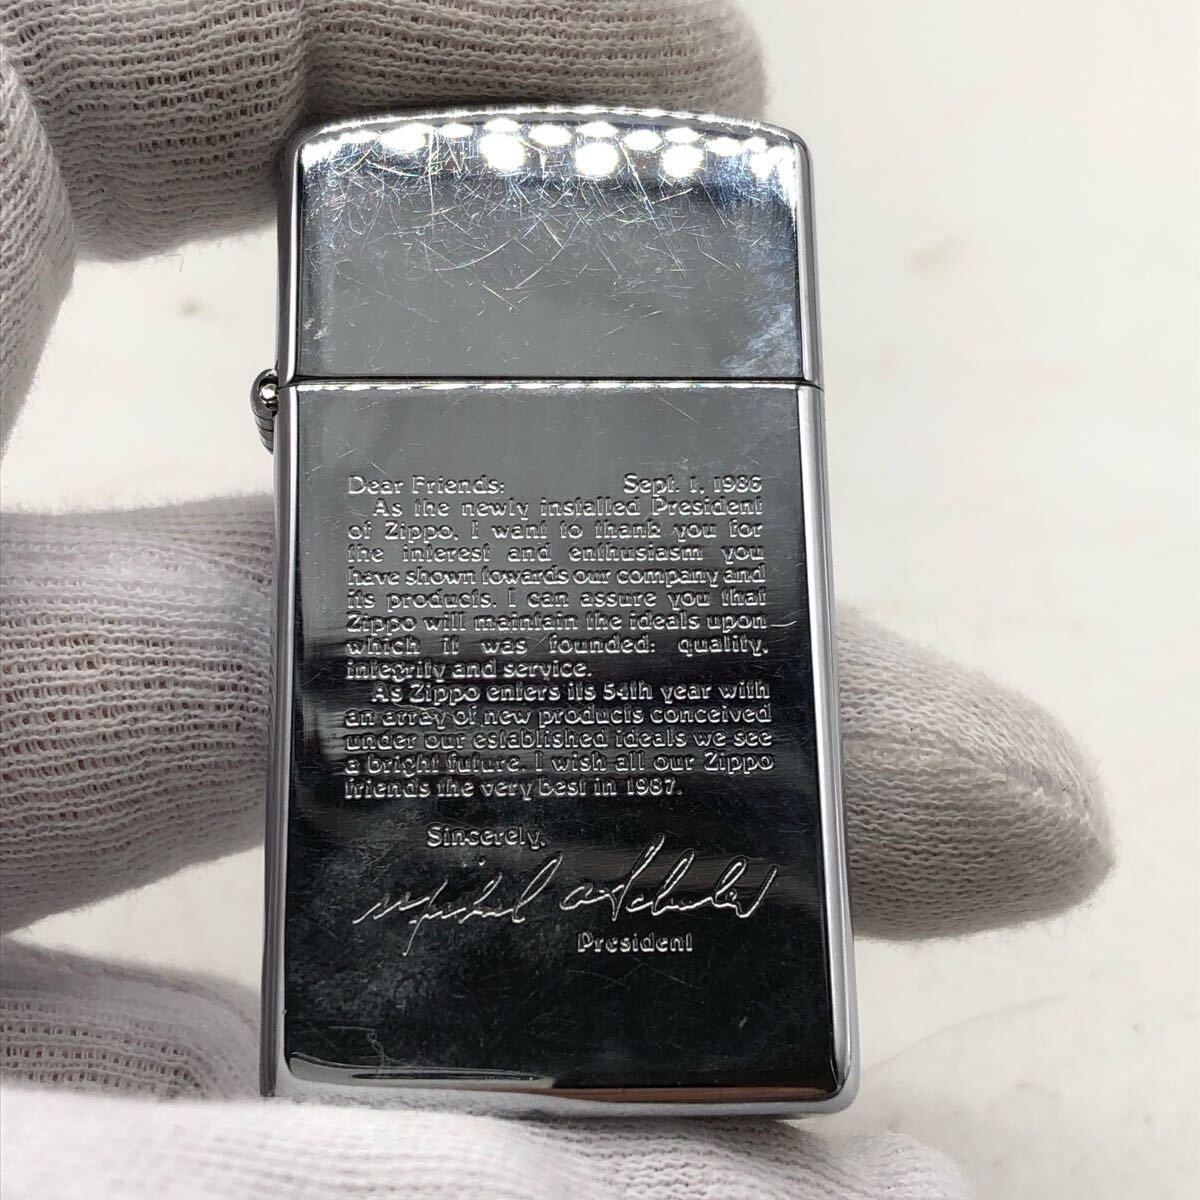 Dear Friends: Sept. 1, 1986
As the newly installed President
of Zippo, I want to thank you for
the interest and enthusiasm you
have shown towards our company and
its products. I can assure you that
Zippo will maintain the ideals upon
which it was founded: quality,
integrity and service.
As Zippo enters its 54th year with
an array of new products conceived
under our established ideals we see
a bright future. I wish all our Zippo
friends the very best in 1987.
Sincerely,
Michael A Schuler
President